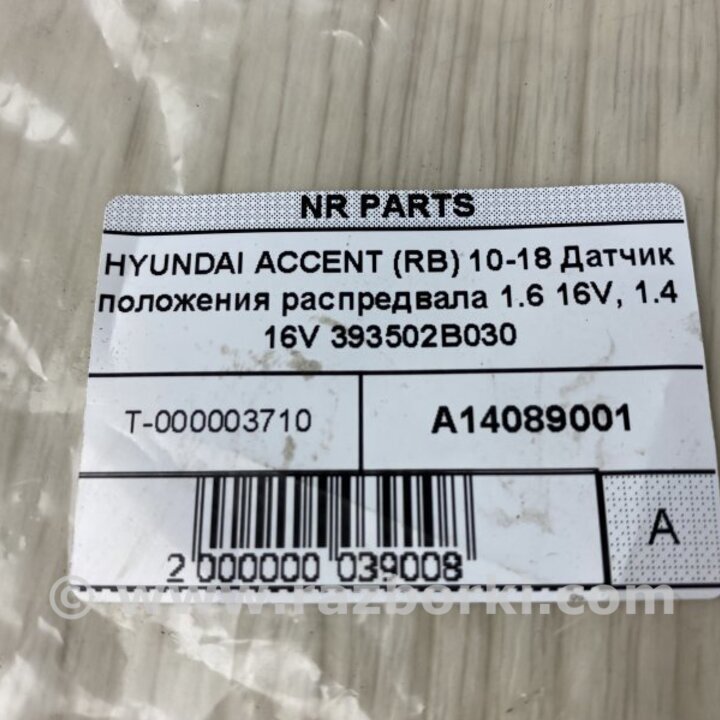 NR PARTS
HYUNDAI ACCENT (RB) 10-18 Датчик
положения распредвала 1.6 16V, 1.4
16V 393502B030
T-000003710
A14089001
2 000000 039008
A
© www.razborki.com